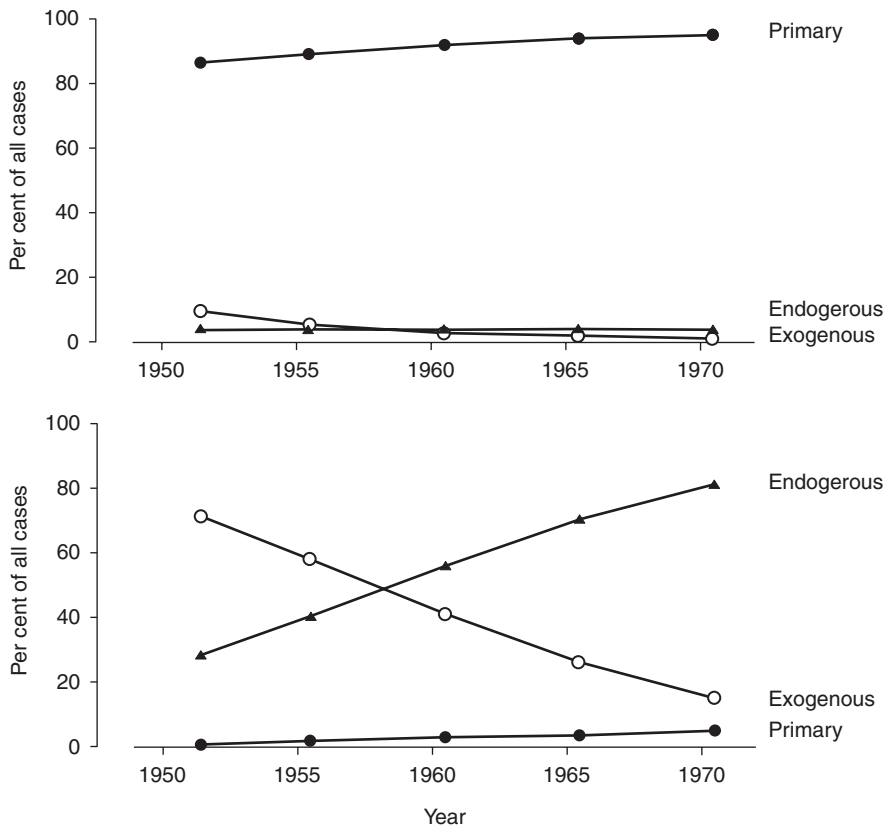 100
80
60
40
20
0
Per cent of all cases
Primary
Endogerous
Exogenous
1950 1955 1960 1965 1970
100
80
60
40
20
0
Per cent of all cases
Endogerous
Exogenous
Primary
1950 1955 1960 1965 1970
Year